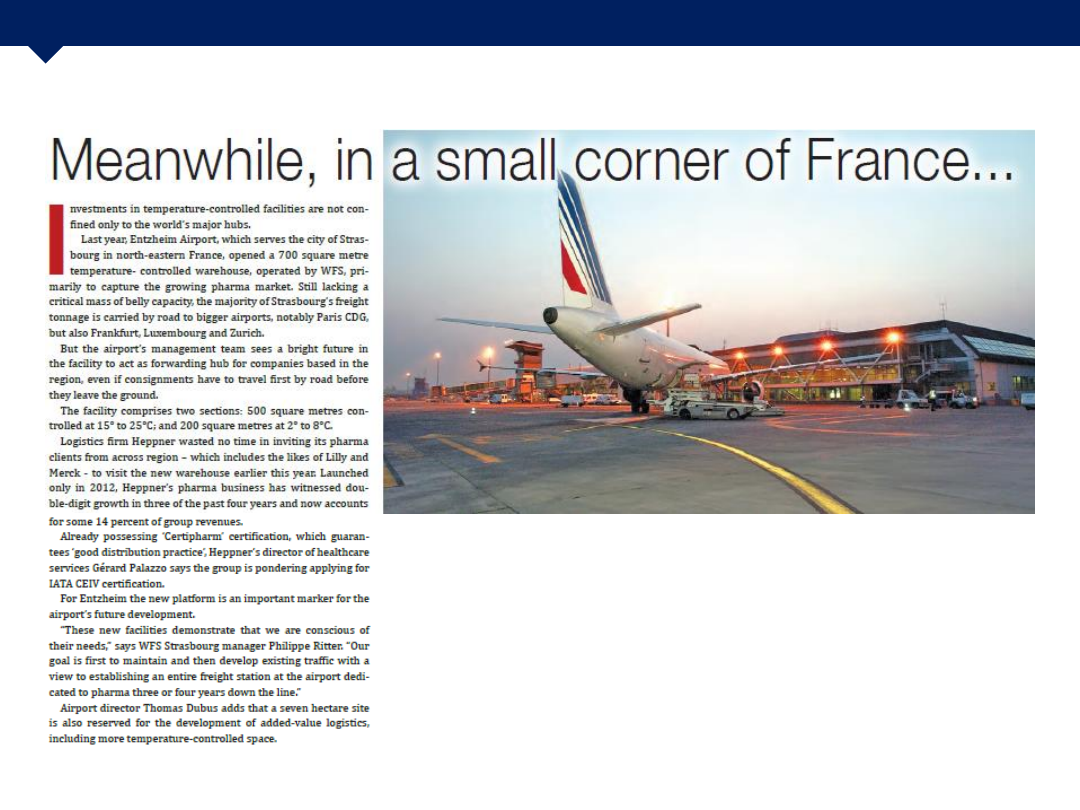 Meanwhile, in a small corner of France...
Investments in temperature-controlled facilities are not con-
fined only to the world's major hubs.
Last year, Entzheim Airport, which serves the city of Stras-
bourg in north-eastern France, opened a 700 square metre
temperature- controlled warehouse, operated by WFS, pri-
marily to capture the growing pharma market. Still lacking a
critical mass of belly capacity, the majority of Strasbourg's freight
tonnage is carried by road to bigger airports, notably Paris CDG,
but also Frankfurt, Luxembourg and Zurich.
But the airport's management team sees a bright future in
the facility to act as forwarding hub for companies based in the
region, even if consignments have to travel first by road before
they leave the ground.
The facility comprises two sections: 500 square metres con-
trolled at 15° to 25°C; and 200 square metres at 2° to 8°C.
Logistics firm Heppner wasted no time in inviting its pharma
clients from across region – which includes the likes of Lilly and
Merck - to visit the new warehouse earlier this year. Launched
only in 2012, Heppner's pharma business has witnessed dou-
ble-digit growth in three of the past four years and now accounts
for some 14 percent of group revenues.
Already possessing 'Certipharm' certification, which guaran-
tees 'good distribution practice', Heppner's director of healthcare
services Gérard Palazzo says the group is pondering applying for
IATA CEIV certification.
For Entzheim the new platform is an important marker for the
airport's future development.
"These new facilities demonstrate that we are conscious of
their needs," says WFS Strasbourg manager Philippe Ritter. "Our
goal is first to maintain and then develop existing traffic with a
view to establishing an entire freight station at the airport dedi-
cated to pharma three or four years down the line."
Airport director Thomas Dubus adds that a seven hectare site
is also reserved for the development of added-value logistics,
including more temperature-controlled space.